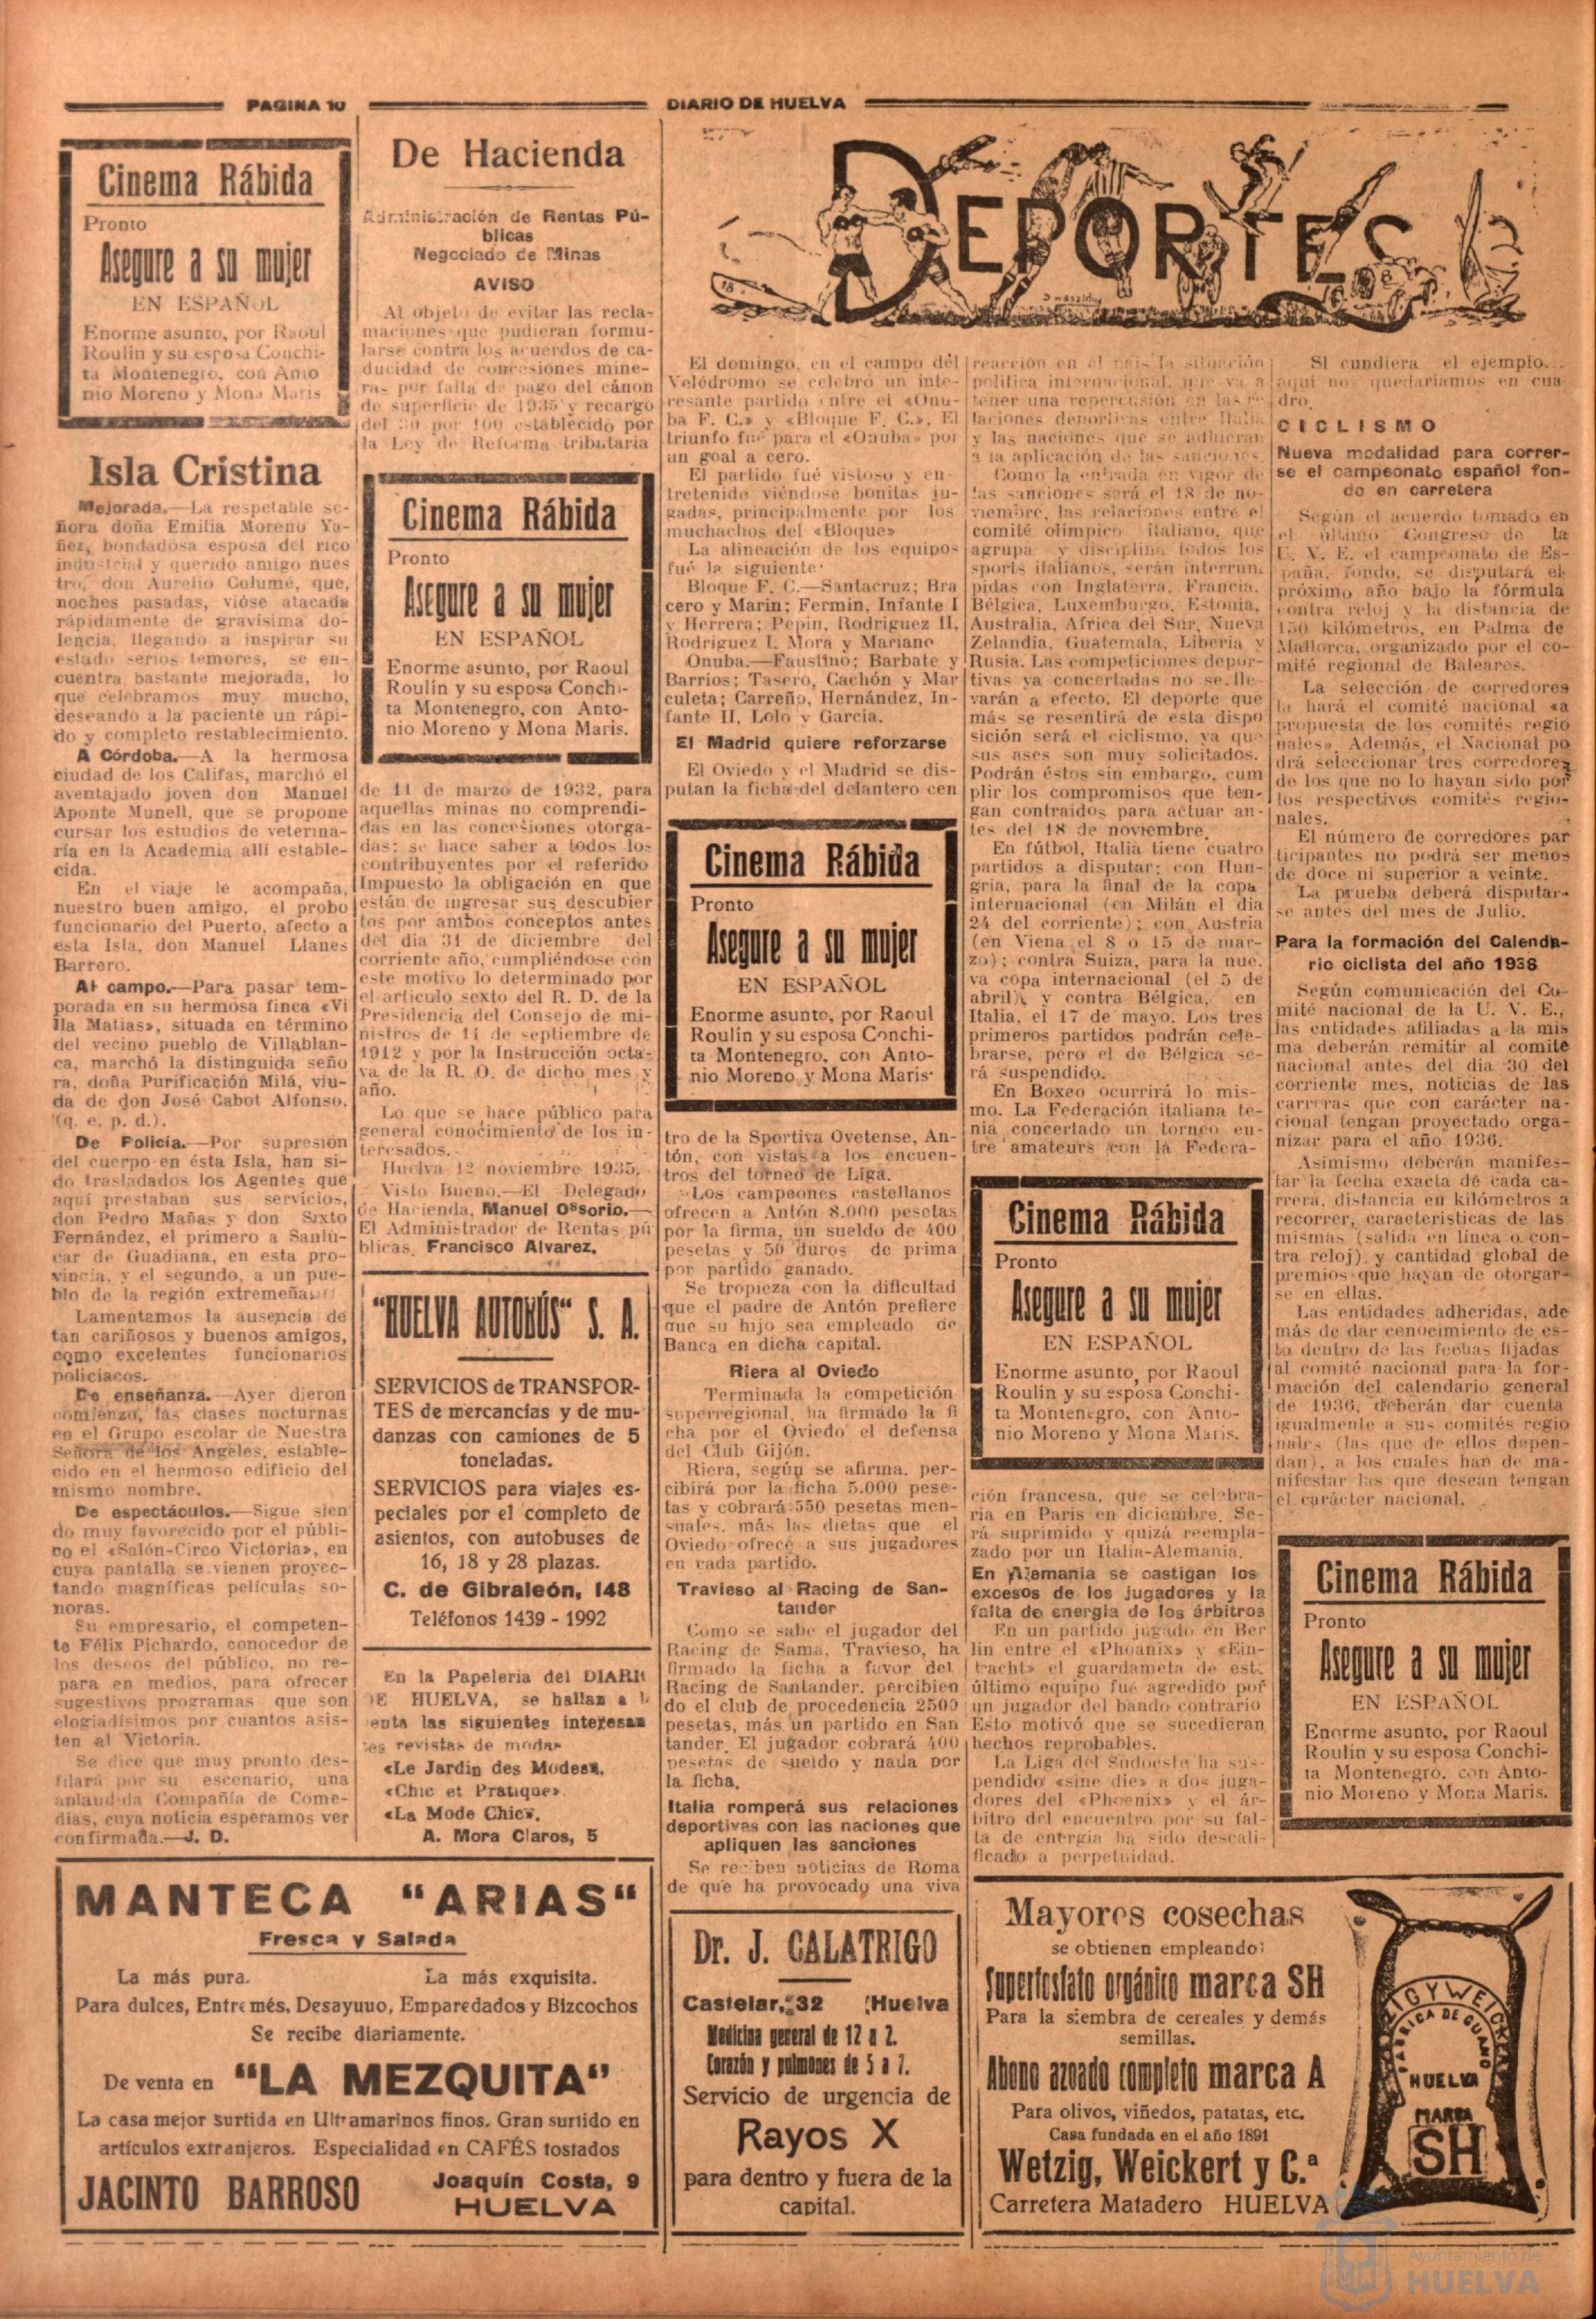 PAGINA 10
DIARIO DE HUELVA
Cinema Rábida
Pronto
Asegure a su mujer
EN ESPAÑOL
Enorme asunto, por Raoul
Roulín y su esposa Conchi-
ta Montenegro, con Anto
nio Moreno y Mona Maris
Isla Cristina
Mejorada.—La respetable se-
ñora doña Emilia Moreno Ya-
ñez, bondadosa esposa del rico
industrial y querido amigo nues
tro, don Aurelio Colume, que,
noches pasadas, vióse atacada
rápidamente de gravísima do-
lencia, llegando a inspirar su
estado serios temores, se en-
cuentra bastante mejorada, lo
que celebramos muy mucho,
deseando a la paciente un rápi-
do y completo restablecimiento.
A Córdoba.—A la hermosa
ciudad de los Califas, marchó el
aventajado joven don Manuel
Aponte Munell, que se propone
cursar los estudios de veterina-
ría en la Academia allí estable-
cida.
En el viaje le acompaña,
nuestro buen amigo, el probo
funcionario del Puerto, afecto a
esta Isla, don Manuel Llanes
Barrero.
Al campo.—Para pasar tem-
porada en su hermosa finca «Vi
lla Matias», situada en término
del vecino pueblo de Villablan-
ca, marchó la distinguida seño
ra, doña Purificación Milá, viu-
da de don José Cabot Alfonso.
(q. e. p. d.).
De Policía.—Por supresión
del cuerpo en ésta Isla, han si-
do trasladados los Agentes que
aquí prestaban sus servicios,
don Pedro Mañas y don Sixto
Fernández, el primero a Sanlú-
car de Guadiana, en esta pro-
vincia, y el segundo, a un pue-
blo de la región extremeña.
Lamentamos la ausencia de
tan cariñosos y buenos amigos,
como excelentes funcionarios
policiacos.
De enseñanza.—Ayer dieron
comienzo, las clases nocturnas
en el Grupo escolar de Nuestra
Señora de los Angeles, estable-
cido en el hermoso edificio del
mismo nombre.
De espectáculos.—Sigue sien
do muy favorecido por el públi-
co el «Salón-Circo Victoria», en
cuya pantalla se vienen proyec-
tando magníficas películas so-
noras.
Su empresario, el competen-
te Félix Pichardo, conocedor de
los deseos del público, no re-
para en medios, para ofrecer
sugestivos programas que son
elogiadísimos por cuantos asis-
ten al Victoria.
Se dice que muy pronto des-
filará por su escenario, una
aplaudida Compañía de Come-
dias, cuya noticia esperamos ver
confirmada.—J. D.
De Hacienda
Administración de Rentas Pú-
blicas
Negociado de Minas
AVISO
Al objeto de evitar las recla-
maciones que pudieran formu-
larse contra los acuerdos de ca-
ducidad de concesiones mine-
ras por falta de pago del cánon
de superficie de 1935 y recargo
del 30 por 100 establecido por
la Ley de Reforma tributaria
Cinema Rábida
Pronto
Asegure a su mujer
EN ESPAÑOL
Enorme asunto, por Raoul
Roulín y su esposa Conchi-
ta Montenegro, con Anto-
nio Moreno y Mona Maris.
de 11 de marzo de 1932, para
aquellas minas no comprendi-
das en las concesiones otorga-
das; se hace saber a todos los
contribuyentes por el referido
Impuesto la obligación en que
están de ingresar sus descubier
tos por ambos conceptos antes
del dia 31 de diciembre del
corriente año, cumpliéndose con
este motivo lo determinado por
el articulo sexto del R. D. de la
Presidencia del Consejo de mi-
nistros de 11 de septiembre de
1912 y por la Instrucción octa-
va de la R. O. de dicho mes y
año.
Lo que se hace público para
general conocimiento de los in-
teresados.
Huelva 12 noviembre 1935.
Visto Bueno.—El Delegado
de Hacienda, Manuel Ossorio.—
El Administrador de Rentas pú
blicas, Francisco Alvarez.
"HUELVA AUTOBÚS" S. A.
SERVICIOS de TRANSPOR-
TES de mercancías y de mu-
danzas con camiones de 5
toneladas.
SERVICIOS para viajes es-
peciales por el completo de
asientos, con autobuses de
16, 18 y 28 plazas.
C. de Gibraleón, 148
Teléfonos 1439 - 1992
En la Papeleria del DIARI
DE HUELVA, se hallan a
enta las siguientes interesan
tes revistas de modas
«Le Jardin des Modes»,
«Chic et Pratique».
«La Mode Chic».
A. Mora Claros, 5
DEPORTES
El domingo, en el campo del
Velódromo se celebró un inte-
resante partido entre el «Onu-
ba F. C.» y «Bloque F. C.», El
triunfo fué para el «Onuba» por
un goal a cero.
El partido fué vistoso y en-
tretenido viéndose bonitas ju-
gadas, principalmente por los
muchachos del «Bloque»
La alineación de los equipos
fué la siguiente:
Bloque F. C.—Santacruz; Bra
cero y Marin; Fermin, Infante I
y Herrera; Pepin, Rodriguez II,
Rodriguez I, Mora y Mariano
Onuba.—Faustino; Barbate y
Barrios; Tasero, Cachón y Mar
culeta; Carreño, Hernández, In-
fante II, Lolo y Garcia.
El Madrid quiere reforzarse
El Oviedo y el Madrid se dis-
putan la ficha del delantero cen
Cinema Rábida
Pronto
Asegure a su mujer
EN ESPAÑOL
Enorme asunto, por Raoul
Roulín y su esposa Conchi-
ta Montenegro, con Anto-
nio Moreno y Mona Maris.
tro de la Sportiva Ovetense, An-
tón, con vistas a los encuen-
tros del torneo de Liga.
Los campeones castellanos
ofrecen a Antón 8.000 pesetas
por la firma, un sueldo de 400
pesetas y 50 duros de prima
por partido ganado.
Se tropieza con la dificultad
que el padre de Antón prefiere
que su hijo sea empleado de
Banca en dicha capital.
Riera al Oviedo
Terminada la competición
superregional, ha firmado la fi
cha por el Oviedo el defensa
del Club Gijón.
Riera, según se afirma, per-
cibirá por la ficha 5.000 pese-
tas y cobrará 550 pesetas men-
suales, más las dietas que el
Oviedo ofrece a sus jugadores
en cada partido.
Travieso al Racing de San-
tander
Como se sabe el jugador del
Racing de Sama, Travieso, ha
firmado la ficha a favor del
Racing de Santander, percibien
do el club de procedencia 2500
pesetas, más un partido en San
tander. El jugador cobrará 400
pesetas de sueldo y nada por
la ficha.
Italia romperá sus relaciones
deportivas con las naciones que
apliquen las sanciones
Se reciben noticias de Roma
de que ha provocado una viva
reacción en el pais la situación
política internacional, que va a
tener una repercusión en las re
laciones deportivas entre Italia
y las naciones que se adhieran
a la aplicación de las sanciones.
Como la entrada en vigor de
las sanciones será el 18 de no-
viembre, las relaciones entre el
comité olimpico italiano, que
agrupa y disciplina todos los
sports italianos, serán interrum
pidas con Inglaterra, Francia,
Bélgica, Luxemburgo, Estonia,
Australia, Africa del Sur, Nueva
Zelandia, Guatemala, Liberia y
Rusia. Las competiciones depor-
tivas ya concertadas no se lle-
varán a efecto. El deporte que
más se resentirá de esta dispo
sición será el ciclismo, ya que
sus ases son muy solicitados.
Podrán éstos sin embargo, cum
plir los compromisos que ten-
gan contraidos para actuar an-
tes del 18 de noviembre.
En fútbol, Italia tiene cuatro
partidos a disputar: con Hun-
gria, para la final de la copa
internacional (en Milán el dia
24 del corriente); con Austria
(en Viena el 8 o 15 de mar-
zo); contra Suiza, para la nue.
va copa internacional (el 5 de
abril), y contra Bélgica, en
Italia, el 17 de mayo. Los tres
primeros partidos podrán cele-
brarse, pero el de Bélgica se-
rá suspendido.
En Boxeo ocurrirá lo mis-
mo. La Federación italiana te-
nia concertado un torneo en-
tre amateurs con la Federa-
Cinema Rábida
Pronto
Asegure a su mujer
EN ESPAÑOL
Enorme asunto, por Raoul
Roulín y su esposa Conchi-
ta Montenegro, con Anto-
nio Moreno y Mona Maris.
ción francesa, que se celebra-
ria en Paris en diciembre. Se-
rá suprimido y quizá reempla-
zado por un Italia-Alemania.
En Alemania se castigan los
excesos de los jugadores y la
falta de energia de los árbitros
En un partido jugado en Ber
lin entre el «Phoanix» y «Ein-
tracht» el guardameta de est.
último equipo fué agredido por
un jugador del bando contrario
Esto motivó que se sucedieran
hechos reprobables.
La Liga del Sudoeste ha sus-
pendido «sine die» a dos juga-
dores del «Phoenix» y el ár-
bitro del encuentro por su fal-
ta de energia ha sido descali-
ficado a perpetuidad.
Si cundiera el ejemplo...
aquí no quedaríamos en cua-
dro.
CICLISMO
Nueva modalidad para correr-
se el campeonato español fon-
do en carretera
Según el acuerdo tomado en
el último Congreso de la
U. V. E. el campeonato de Es-
paña, fondo, se disputará el
próximo año bajo la fórmula
contra reloj y la distancia de
150 kilómetros, en Palma de
Mallorca, organizado por el co-
mité regional de Baleares.
La selección de corredores
la hará el comité nacional «a
propuesta de los comités regio
nales». Además, el Nacional po
drá seleccionar tres corredores
de los que no lo hayan sido por
los respectivos comités regio-
nales.
El número de corredores par
ticipantes no podrá ser menos
de doce ni superior a veinte.
La prueba deberá disputar-
se antes del mes de Julio.
Para la formación del Calenda-
rio ciclista del año 1936
Según comunicación del Co-
mité nacional de la U. V. E.,
las entidades afiliadas a la mis
ma deberán remitir al comité
nacional antes del dia 30 del
corriente mes, noticias de las
carreras que con carácter na-
cional tengan proyectado orga-
nizar para el año 1936.
Asimismo deberán manifes-
tar la fecha exacta de cada ca-
rrera, distancia en kilómetros a
recorrer, características de las
mismas (salida en linea o con-
tra reloj) y cantidad global de
premios que hayan de otorgar-
se en ellas.
Las entidades adheridas, ade
más de dar conocimiento de es-
to dentro de las fechas fijadas
al comité nacional para la for-
mación del calendario general
de 1936, deberán dar cuenta
igualmente a sus comités regio
nales (las que de ellos depen-
dan), a los cuales han de ma-
nifestar las que desean tengan
el carácter nacional.
Cinema Rábida
Pronto
Asegure a su mujer
EN ESPAÑOL
Enorme asunto, por Raoul
Roulín y su esposa Conchi-
ta Montenegro, con Anto-
nio Moreno y Mona Maris.
MANTECA "ARIAS"
Fresca y Salada
La más pura. La más exquisita.
Para dulces, Entremés, Desayuuo, Emparedados y Bizcochos
Se recibe diariamente.
De venta en "LA MEZQUITA"
La casa mejor surtida en Ultramarinos finos. Gran surtido en
artículos extranjeros. Especialidad en CAFÉS tostados
JACINTO BARROSO
Joaquín Costa, 9
HUELVA
Dr. J. CALATRIGO
Castelar, 32 Huelva
Medicina general de 12 a 2.
Corazón y pulmones de 5 a 7.
Servicio de urgencia de
Rayos X
para dentro y fuera de la
capital.
Mayores cosechas
se obtienen empleando:
Superfosfato orgánico marca SH
Para la siembra de cereales y demás
semillas.
Abono azoado completo marca A
Para olivos, viñedos, patatas, etc.
Casa fundada en el año 1891
Wetzig, Weickert y C.ª
Carretera Matadero HUELVA
FABRICA DE GUANO
HUELVA
MARCA
SH
Ayuntamiento de
HUELVA